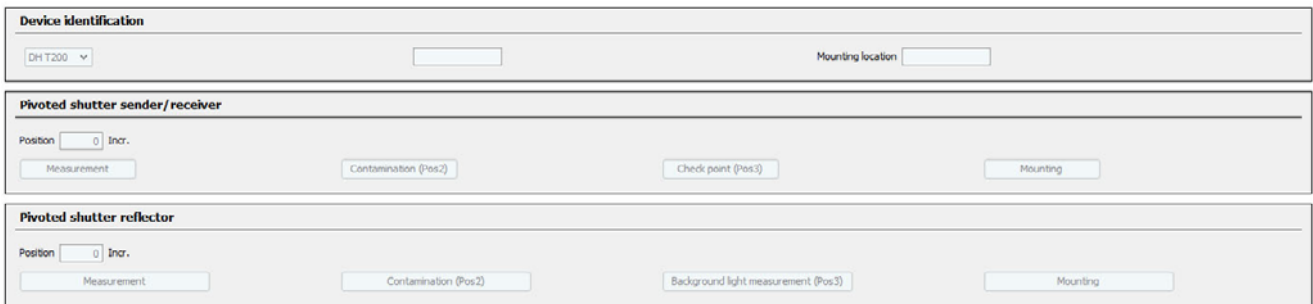 Device identification
DH T200 Mounting location
Pivoted shutter sender/receiver
Position 0 Incr.
Measurement Contamination (Pos2) Check point (Pos3) Mounting
Pivoted shutter reflector
Position 0 Incr.
Measurement Contamination (Pos2) Background light measurement (Pos3) Mounting